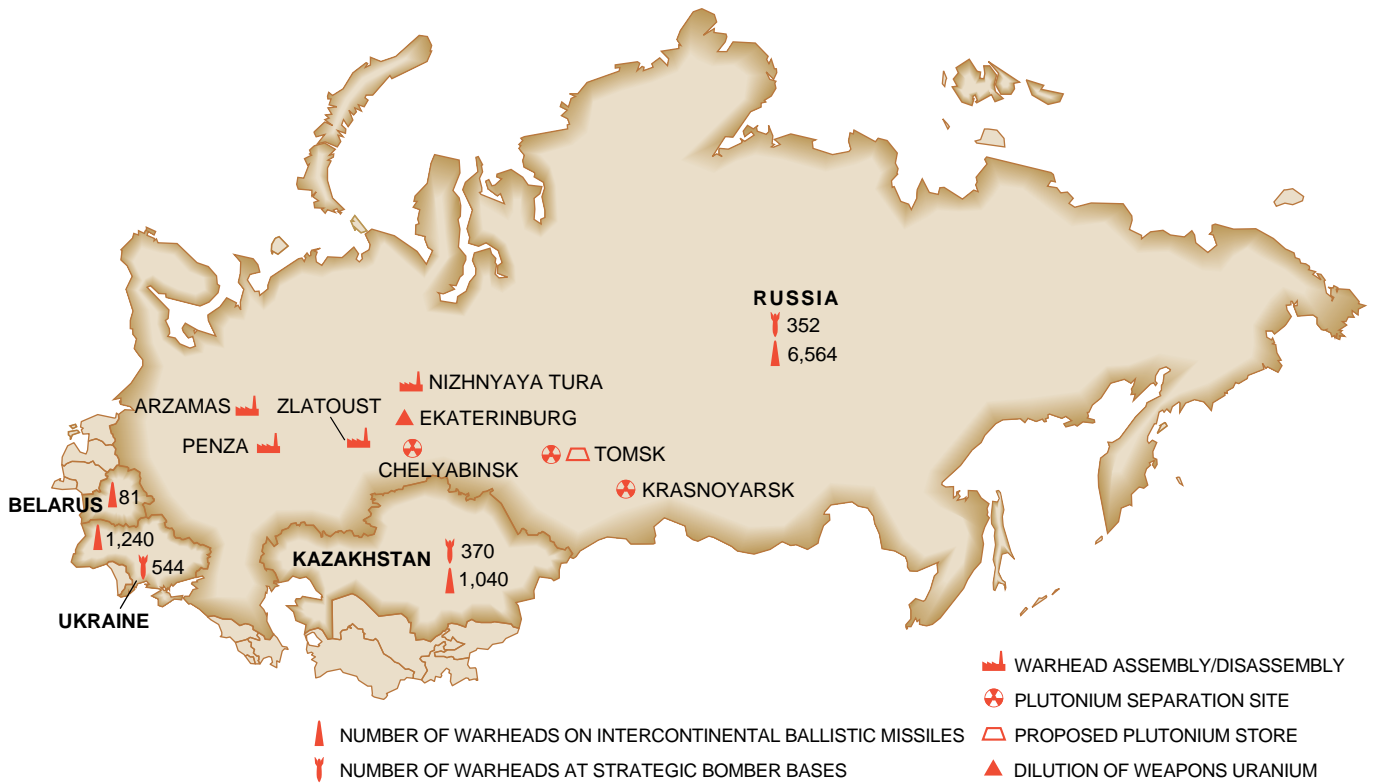 RUSSIA
352
6,564
NIZHNYAYA TURA
ARZAMAS
ZLATOUST
EKATERINBURG
PENZA
CHELYABINSK
TOMSK
KRASNOYARSK
BELARUS
81
1,240
544
UKRAINE
KAZAKHSTAN
370
1,040
WARHEAD ASSEMBLY/DISASSEMBLY
PLUTONIUM SEPARATION SITE
NUMBER OF WARHEADS ON INTERCONTINENTAL BALLISTIC MISSILES
PROPOSED PLUTONIUM STORE
NUMBER OF WARHEADS AT STRATEGIC BOMBER BASES
DILUTION OF WEAPONS URANIUM